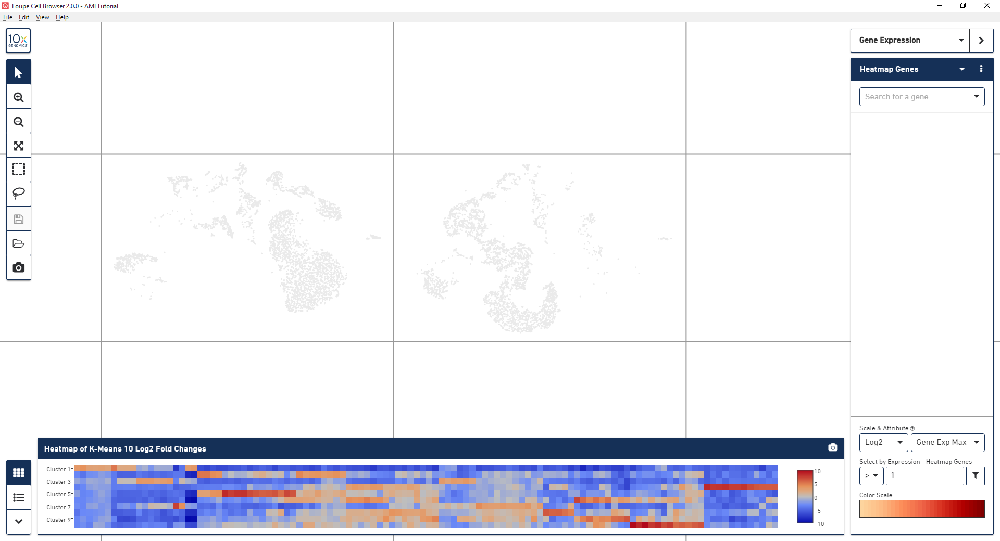 Loupe Cell Browser 2.0.0 - AMLTutorial
File Edit View Help
10x
GENOMICS
Gene Expression
Heatmap Genes
Search for a gene...
Scale & Attribute
Log2 Gene Exp Max
Select by Expression - Heatmap Genes
> 1
Color Scale
- -
Heatmap of K-Means 10 Log2 Fold Changes
Cluster 1
Cluster 3
Cluster 5
Cluster 7
Cluster 9
10
5
0
−5
−10